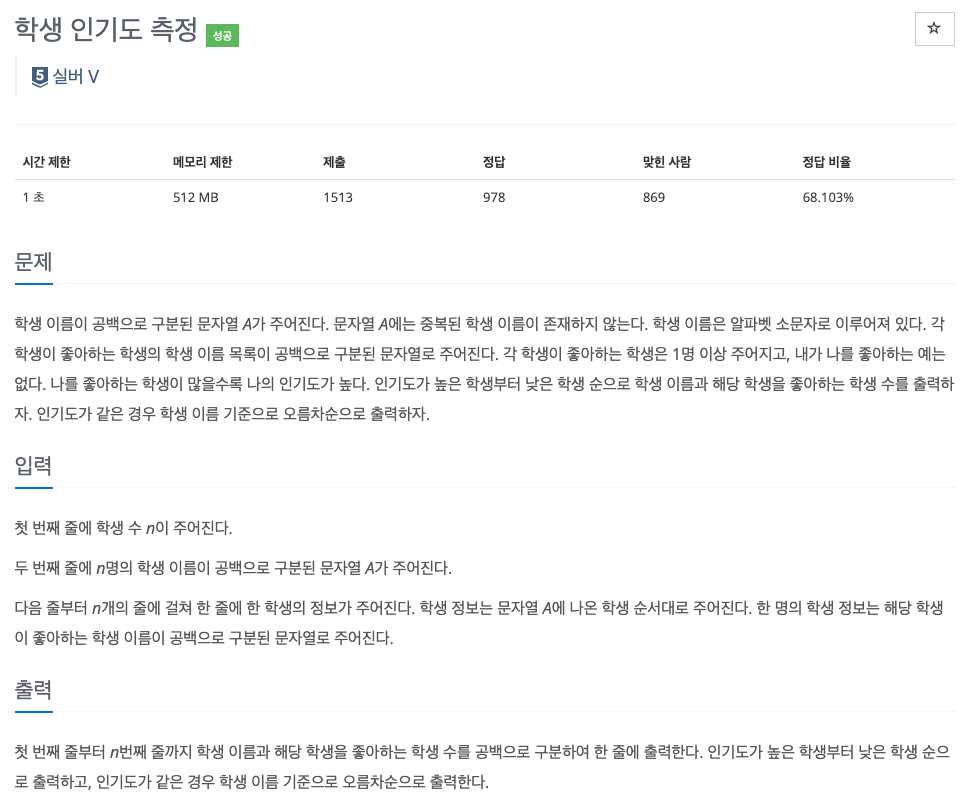 학생 인기도 측정 성공
☆
5 실버 V
시간 제한 메모리 제한 제출 정답 맞힌 사람 정답 비율
1 초 512 MB 1513 978 869 68.103%
문제
학생 이름이 공백으로 구분된 문자열 A가 주어진다. 문자열 A에는 중복된 학생 이름이 존재하지 않는다. 학생 이름은 알파벳 소문자로 이루어져 있다. 각
학생이 좋아하는 학생의 학생 이름 목록이 공백으로 구분된 문자열로 주어진다. 각 학생이 좋아하는 학생은 1명 이상 주어지고, 내가 나를 좋아하는 예는
없다. 나를 좋아하는 학생이 많을수록 나의 인기도가 높다. 인기도가 높은 학생부터 낮은 학생 순으로 학생 이름과 해당 학생을 좋아하는 학생 수를 출력하
자. 인기도가 같은 경우 학생 이름 기준으로 오름차순으로 출력하자.
입력
첫 번째 줄에 학생 수 n이 주어진다.
두 번째 줄에 n명의 학생 이름이 공백으로 구분된 문자열 A가 주어진다.
다음 줄부터 n개의 줄에 걸쳐 한 줄에 한 학생의 정보가 주어진다. 학생 정보는 문자열 A에 나온 학생 순서대로 주어진다. 한 명의 학생 정보는 해당 학생
이 좋아하는 학생 이름이 공백으로 구분된 문자열로 주어진다.
출력
첫 번째 줄부터 n번째 줄까지 학생 이름과 해당 학생을 좋아하는 학생 수를 공백으로 구분하여 한 줄에 출력한다. 인기도가 높은 학생부터 낮은 학생 순으
로 출력하고, 인기도가 같은 경우 학생 이름 기준으로 오름차순으로 출력한다.